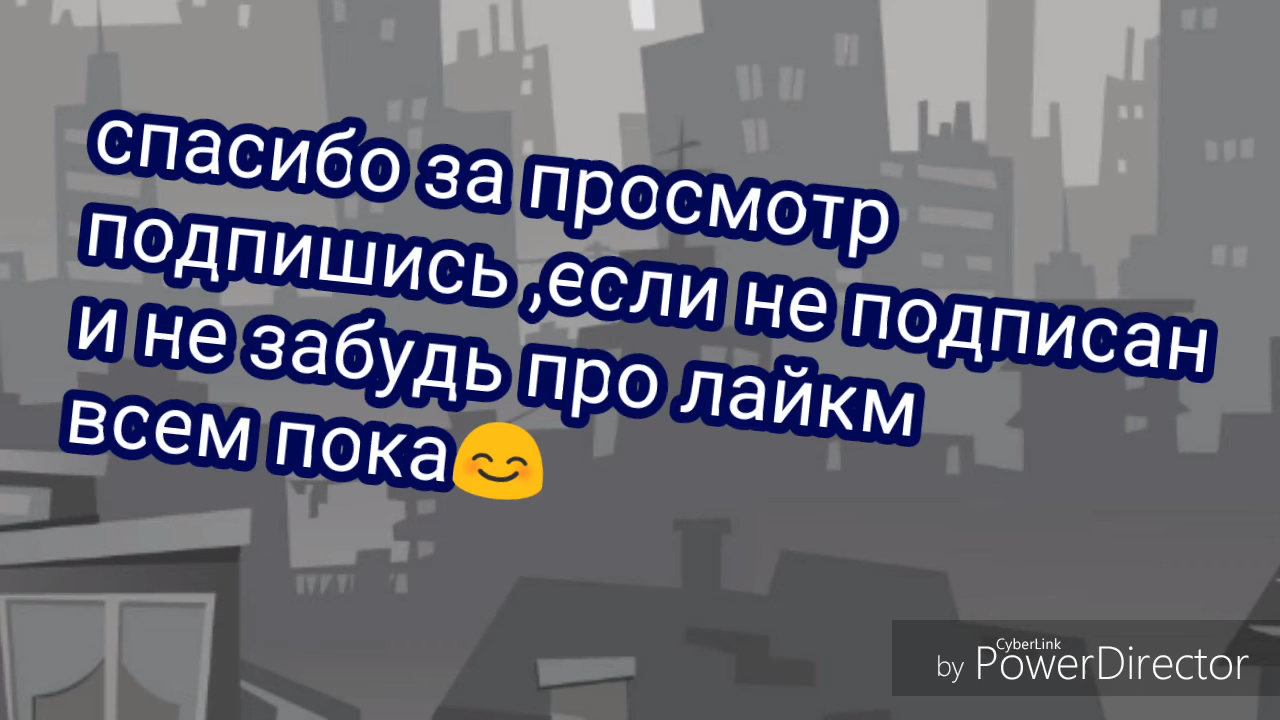 спасибо за просмотр
подпишись ,если не подписан
и не забудь про лайкм
всем пока😊
CyberLink
by PowerDirector